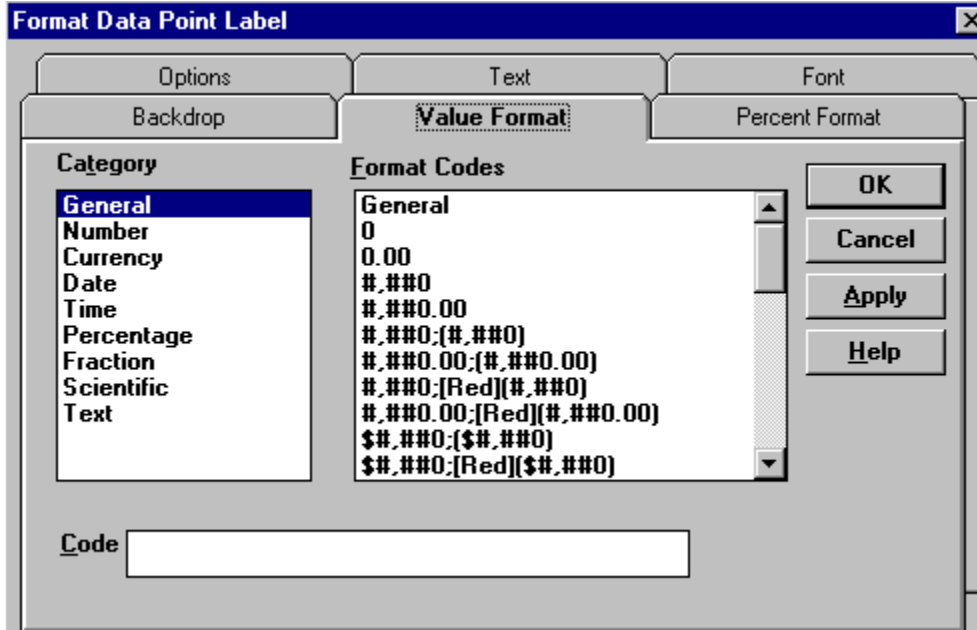 Format Data Point Label
Options Text Font
Backdrop Value Format Percent Format
Category
General
Number
Currency
Date
Time
Percentage
Fraction
Scientific
Text
Format Codes
General
0
0.00
#,##0
#,##0.00
#,##0;(#,##0)
#,##0.00;(#,##0.00)
#,##0;[Red](#,##0)
#,##0.00;[Red](#,##0.00)
$#,##0;($#,##0)
$#,##0;[Red]($#,##0)
OK
Cancel
Apply
Help
Code